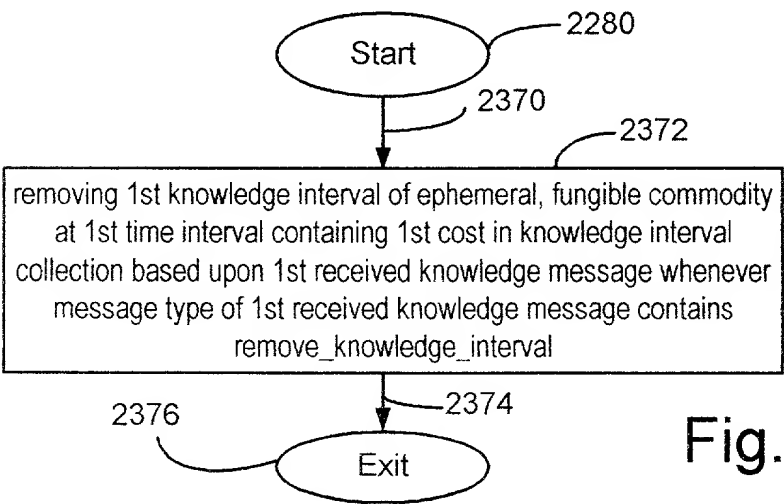 Start
2280
2370
2372
removing 1st knowledge interval of ephemeral, fungible commodity
at 1st time interval containing 1st cost in knowledge interval
collection based upon 1st received knowledge message whenever
message type of 1st received knowledge message contains
remove_knowledge_interval
2376
2374
Exit
Fig.